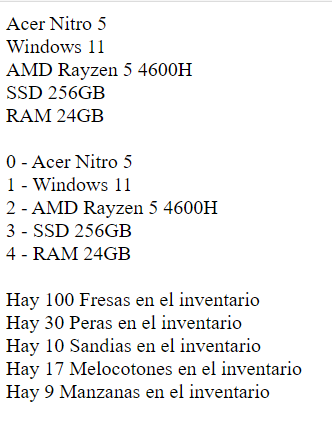 Acer Nitro 5
Windows 11
AMD Rayzen 5 4600H
SSD 256GB
RAM 24GB
0 - Acer Nitro 5
1 - Windows 11
2 - AMD Rayzen 5 4600H
3 - SSD 256GB
4 - RAM 24GB
Hay 100 Fresas en el inventario
Hay 30 Peras en el inventario
Hay 10 Sandias en el inventario
Hay 17 Melocotones en el inventario
Hay 9 Manzanas en el inventario